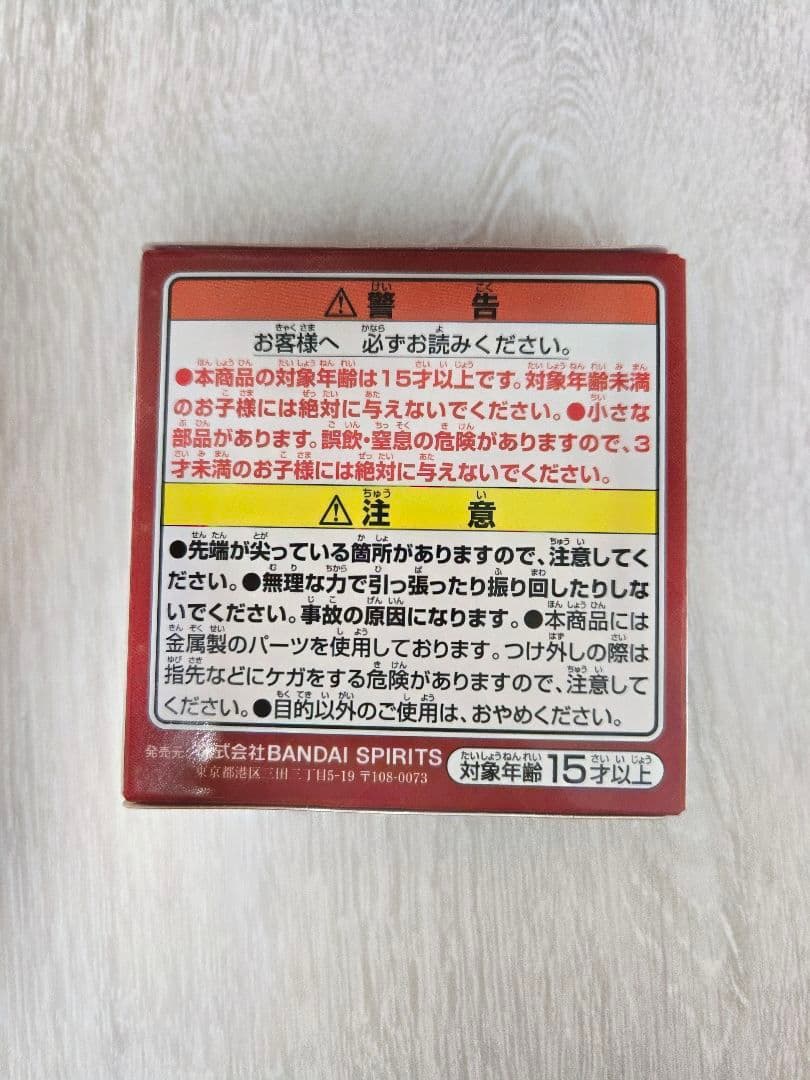 ⚠警告
お客様へ 必ずお読みください。
●本商品の対象年齢は15才以上です。対象年齢未満
のお子様には絶対に与えないでください。●小さな
部品があります。誤飲・窒息の危険がありますので、3
才未満のお子様には絶対に与えないでください。
⚠注意
●先端が尖っている箇所がありますので、注意してく
ださい。●無理な力で引っ張ったり振り回したりしな
いでください。事故の原因になります。●本商品には
金属製のパーツを使用しております。つけ外しの際は
指先などにケガをする危険がありますので、注意して
ください。●目的以外のご使用は、おやめください。
発売元 式会社BANDAI SPIRITS
東京都港区三田三丁目5-19 〒108-0073
対象年齢15才以上